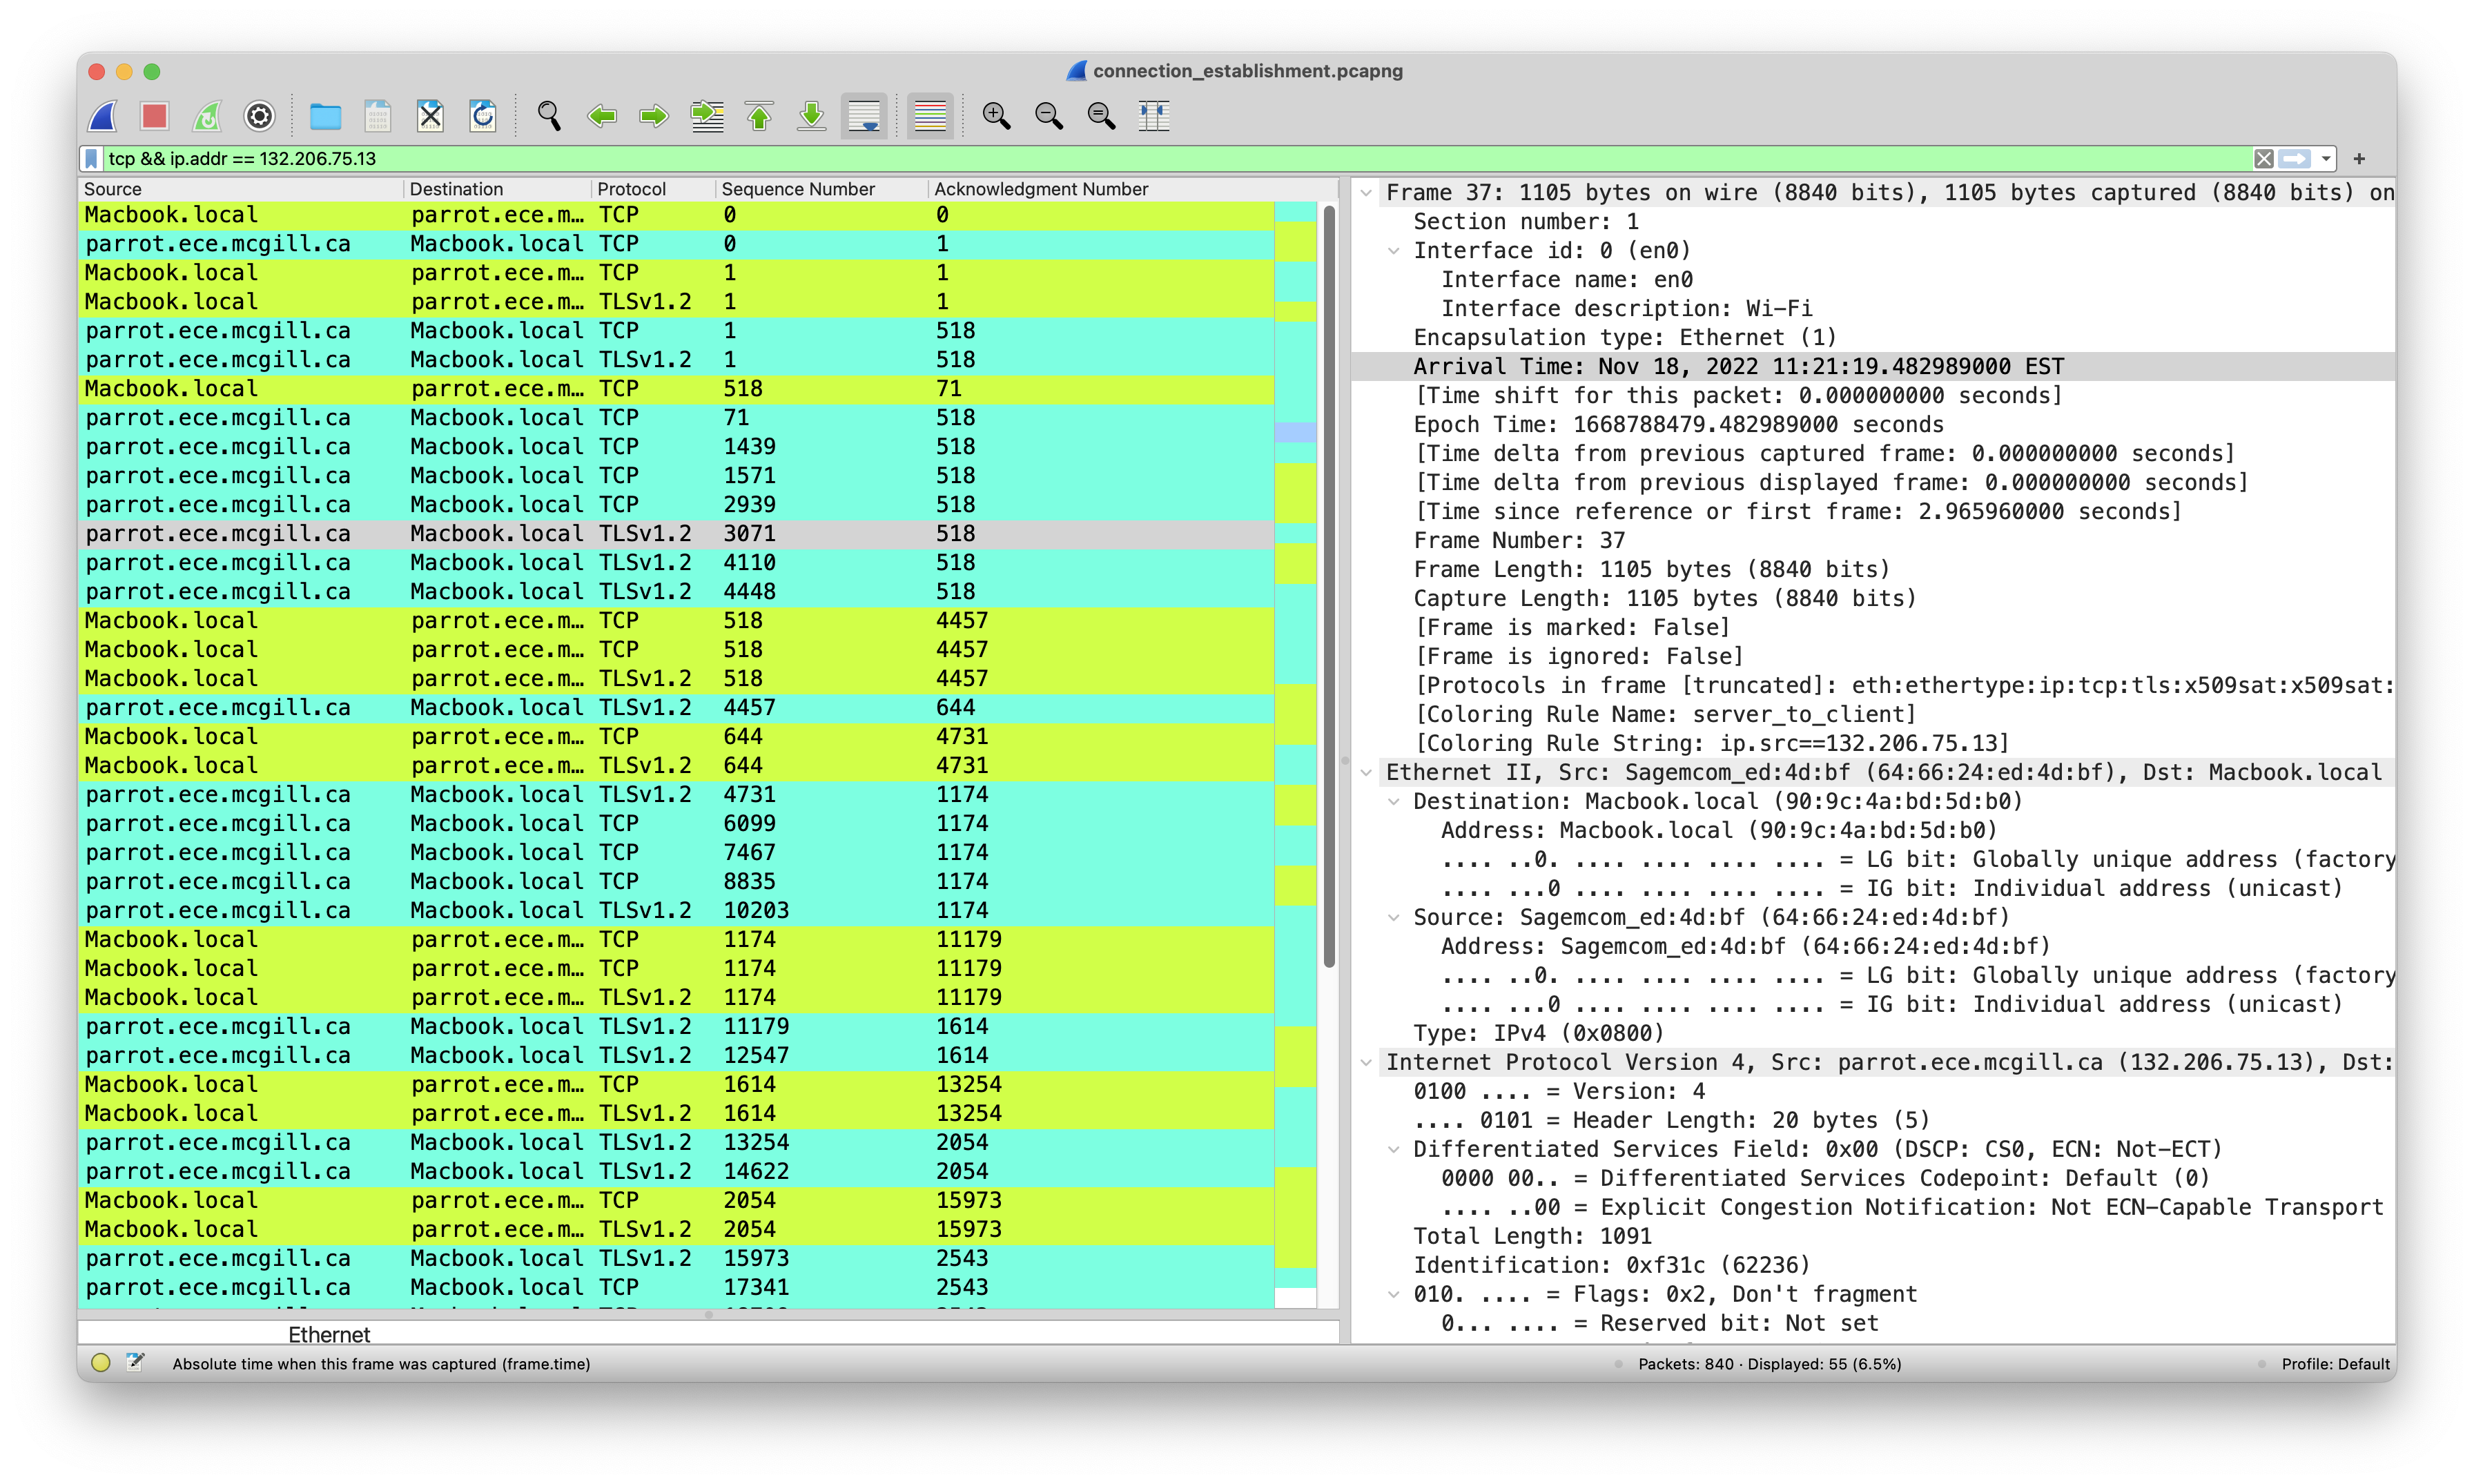 connection_establishment.pcapng
tcp && ip.addr == 132.206.75.13
Source Destination Protocol Sequence Number Acknowledgment Number
Macbook.local parrot.ece.m… TCP 0 0
parrot.ece.mcgill.ca Macbook.local TCP 0 1
Macbook.local parrot.ece.m… TCP 1 1
Macbook.local parrot.ece.m… TLSv1.2 1 1
parrot.ece.mcgill.ca Macbook.local TCP 1 518
parrot.ece.mcgill.ca Macbook.local TLSv1.2 1 518
Macbook.local parrot.ece.m… TCP 518 71
parrot.ece.mcgill.ca Macbook.local TCP 71 518
parrot.ece.mcgill.ca Macbook.local TCP 1439 518
parrot.ece.mcgill.ca Macbook.local TCP 1571 518
parrot.ece.mcgill.ca Macbook.local TCP 2939 518
parrot.ece.mcgill.ca Macbook.local TLSv1.2 3071 518
parrot.ece.mcgill.ca Macbook.local TLSv1.2 4110 518
parrot.ece.mcgill.ca Macbook.local TLSv1.2 4448 518
Macbook.local parrot.ece.m… TCP 518 4457
Macbook.local parrot.ece.m… TCP 518 4457
Macbook.local parrot.ece.m… TLSv1.2 518 4457
parrot.ece.mcgill.ca Macbook.local TLSv1.2 4457 644
Macbook.local parrot.ece.m… TCP 644 4731
Macbook.local parrot.ece.m… TLSv1.2 644 4731
parrot.ece.mcgill.ca Macbook.local TLSv1.2 4731 1174
parrot.ece.mcgill.ca Macbook.local TCP 6099 1174
parrot.ece.mcgill.ca Macbook.local TCP 7467 1174
parrot.ece.mcgill.ca Macbook.local TCP 8835 1174
parrot.ece.mcgill.ca Macbook.local TLSv1.2 10203 1174
Macbook.local parrot.ece.m… TCP 1174 11179
Macbook.local parrot.ece.m… TCP 1174 11179
Macbook.local parrot.ece.m… TLSv1.2 1174 11179
parrot.ece.mcgill.ca Macbook.local TLSv1.2 11179 1614
parrot.ece.mcgill.ca Macbook.local TLSv1.2 12547 1614
Macbook.local parrot.ece.m… TCP 1614 13254
Macbook.local parrot.ece.m… TLSv1.2 1614 13254
parrot.ece.mcgill.ca Macbook.local TLSv1.2 13254 2054
parrot.ece.mcgill.ca Macbook.local TLSv1.2 14622 2054
Macbook.local parrot.ece.m… TCP 2054 15973
Macbook.local parrot.ece.m… TLSv1.2 2054 15973
parrot.ece.mcgill.ca Macbook.local TLSv1.2 15973 2543
parrot.ece.mcgill.ca Macbook.local TCP 17341 2543
Ethernet
Frame 37: 1105 bytes on wire (8840 bits), 1105 bytes captured (8840 bits) on
Section number: 1
Interface id: 0 (en0)
Interface name: en0
Interface description: Wi-Fi
Encapsulation type: Ethernet (1)
Arrival Time: Nov 18, 2022 11:21:19.482989000 EST
[Time shift for this packet: 0.000000000 seconds]
Epoch Time: 1668788479.482989000 seconds
[Time delta from previous captured frame: 0.000000000 seconds]
[Time delta from previous displayed frame: 0.000000000 seconds]
[Time since reference or first frame: 2.965960000 seconds]
Frame Number: 37
Frame Length: 1105 bytes (8840 bits)
Capture Length: 1105 bytes (8840 bits)
[Frame is marked: False]
[Frame is ignored: False]
[Protocols in frame [truncated]: eth:ethertype:ip:tcp:tls:x509sat:x509sat:
[Coloring Rule Name: server_to_client]
[Coloring Rule String: ip.src==132.206.75.13]
Ethernet II, Src: Sagemcom_ed:4d:bf (64:66:24:ed:4d:bf), Dst: Macbook.local
Destination: Macbook.local (90:9c:4a:bd:5d:b0)
Address: Macbook.local (90:9c:4a:bd:5d:b0)
.... ..0. .... .... .... .... = LG bit: Globally unique address (factory
.... ...0 .... .... .... .... = IG bit: Individual address (unicast)
Source: Sagemcom_ed:4d:bf (64:66:24:ed:4d:bf)
Address: Sagemcom_ed:4d:bf (64:66:24:ed:4d:bf)
.... ..0. .... .... .... .... = LG bit: Globally unique address (factory
.... ...0 .... .... .... .... = IG bit: Individual address (unicast)
Type: IPv4 (0x0800)
Internet Protocol Version 4, Src: parrot.ece.mcgill.ca (132.206.75.13), Dst:
0100 .... = Version: 4
.... 0101 = Header Length: 20 bytes (5)
Differentiated Services Field: 0x00 (DSCP: CS0, ECN: Not-ECT)
0000 00.. = Differentiated Services Codepoint: Default (0)
.... ..00 = Explicit Congestion Notification: Not ECN-Capable Transport
Total Length: 1091
Identification: 0xf31c (62236)
010. .... = Flags: 0x2, Don't fragment
0... .... = Reserved bit: Not set
Absolute time when this frame was captured (frame.time) Packets: 840 · Displayed: 55 (6.5%) Profile: Default